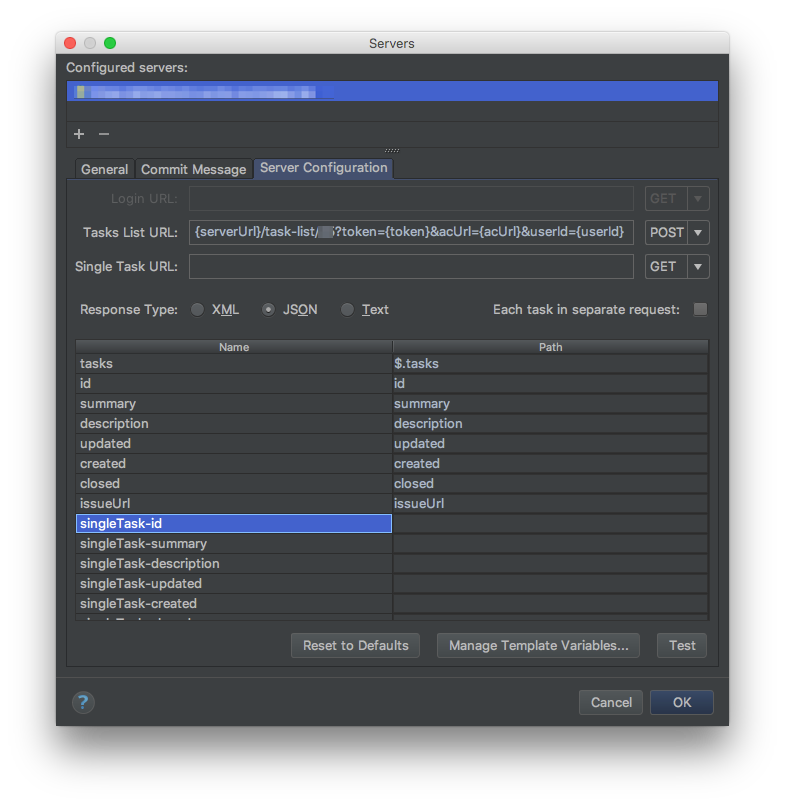 Servers
Configured servers:
General Commit Message Server Configuration
Login URL: GET
Tasks List URL: {serverUrl}/task-list/ ?token={token}&acUrl={acUrl}&userId={userId} POST
Single Task URL: GET
Response Type: XML JSON Text Each task in separate request:
Name Path
tasks $.tasks
id id
summary summary
description description
updated updated
created created
closed closed
issueUrl issueUrl
singleTask-id
singleTask-summary
singleTask-description
singleTask-updated
singleTask-created
Reset to Defaults Manage Template Variables... Test
? Cancel OK